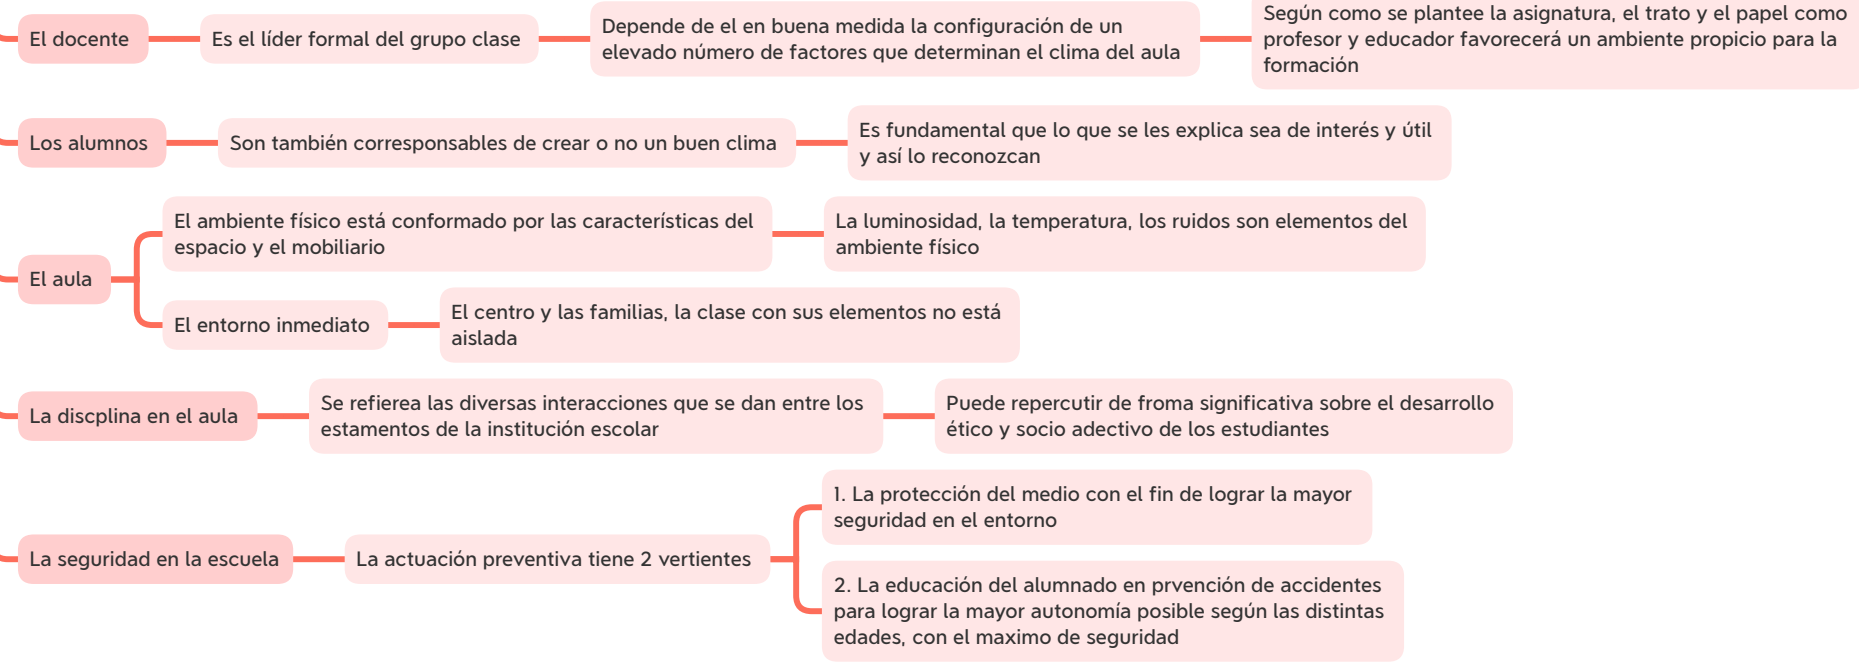 El docente
Es el líder formal del grupo clase
Depende de el en buena medida la configuración de un
elevado número de factores que determinan el clima del aula
Según como se plantee la asignatura, el trato y el papel como
profesor y educador favorecerá un ambiente propicio para la
formación
Los alumnos
Son también corresponsables de crear o no un buen clima
Es fundamental que lo que se les explica sea de interés y útil
y así lo reconozcan
El aula
El ambiente físico está conformado por las características del
espacio y el mobiliario
La luminosidad, la temperatura, los ruidos son elementos del
ambiente físico
El entorno inmediato
El centro y las familias, la clase con sus elementos no está
aislada
La discplina en el aula
Se refierea las diversas interacciones que se dan entre los
estamentos de la institución escolar
Puede repercutir de froma significativa sobre el desarrollo
ético y socio adectivo de los estudiantes
La seguridad en la escuela
La actuación preventiva tiene 2 vertientes
1. La protección del medio con el fin de lograr la mayor
seguridad en el entorno
2. La educación del alumnado en prvención de accidentes
para lograr la mayor autonomía posible según las distintas
edades, con el maximo de seguridad